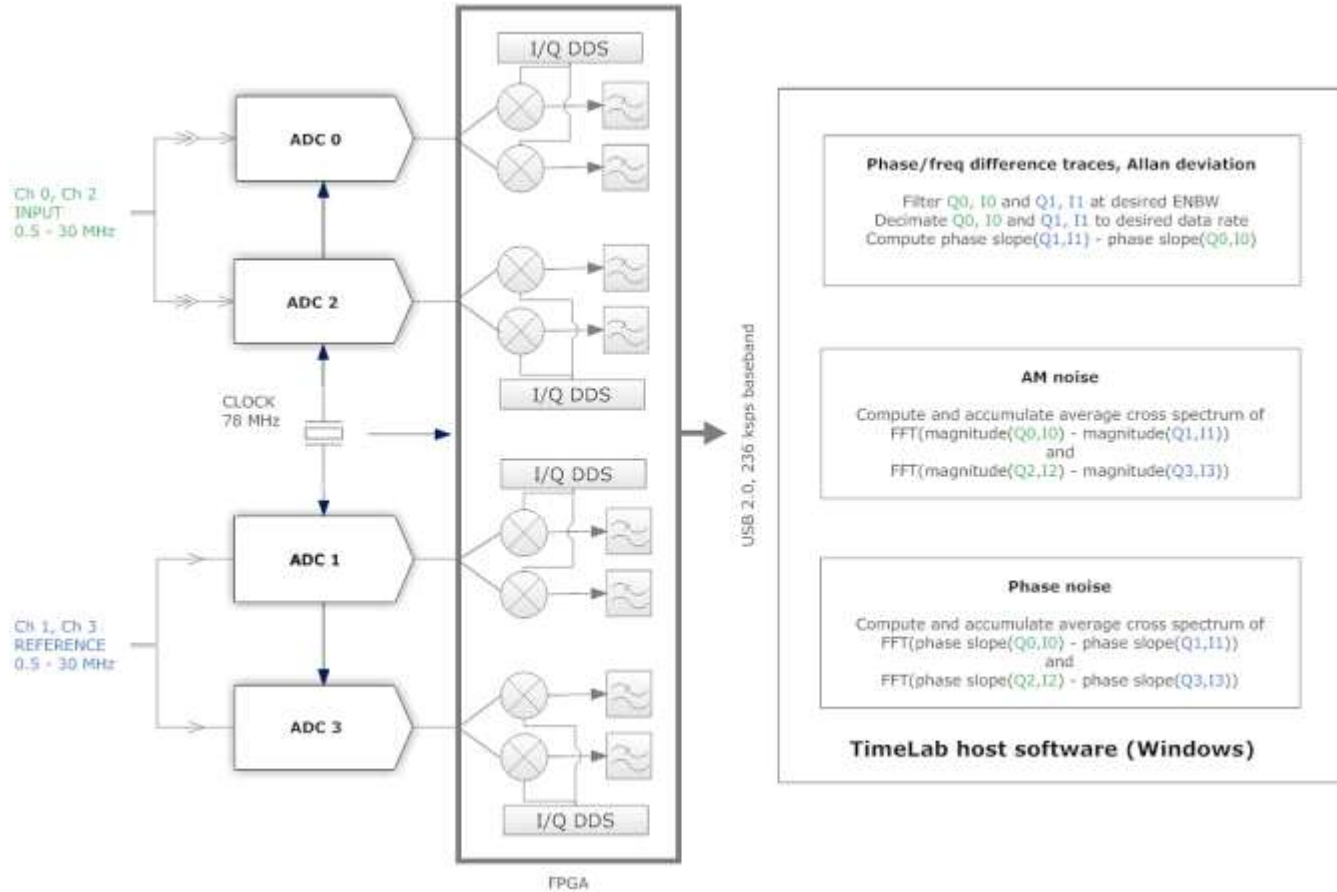 I/Q DDS
ADC 0
Ch 0, Ch 2
INPUT
0.5 - 30 MHz
ADC 2
I/Q DDS
CLOCK
78 MHz
I/Q DDS
ADC 1
Ch 1, Ch 3
REFERENCE
0.5 - 30 MHz
ADC 3
I/Q DDS
FPGA
USB 2.0, 236 ksps baseband
Phase/freq difference traces, Allan deviation
Filter Q0, I0 and Q1, I1 at desired ENBW
Decimate Q0, I0 and Q1, I1 to desired data rate
Compute phase slope(Q1,I1) - phase slope(Q0,I0)
AM noise
Compute and accumulate average cross spectrum of
FFT(magnitude(Q0,I0) - magnitude(Q1,I1))
and
FFT(magnitude(Q2,I2) - magnitude(Q3,I3))
Phase noise
Compute and accumulate average cross spectrum of
FFT(phase slope(Q0,I0) - phase slope(Q1,I1))
and
FFT(phase slope(Q2,I2) - phase slope(Q3,I3))
TimeLab host software (Windows)